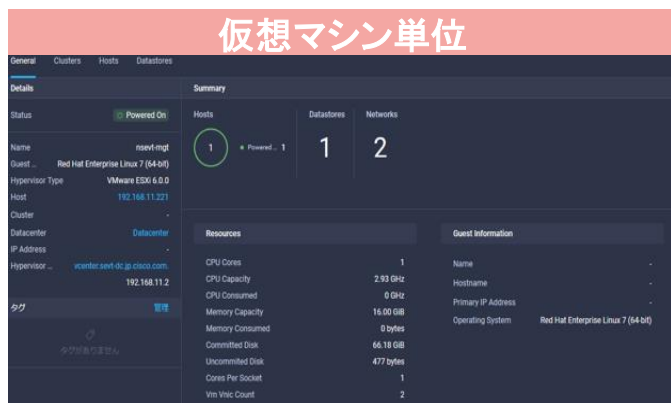 仮想マシン単位
General Clusters Hosts Datastores
Details
Status Powered On
Name nsevt-mgt
Guest ... Red Hat Enterprise Linux 7 (64-bit)
Hypervisor Type VMware ESXi 6.0.0
Host 192.168.11.221
Cluster -
Datacenter Datacenter
IP Address -
Hypervisor ... vcenter.sevt-dc.jp.cisco.com.
192.168.11.2
タグ 管理
タグがありません
Summary
Hosts Datastores Networks
1 Powered ... 1 1 2
Resources
CPU Cores 1
CPU Capacity 2.93 GHz
CPU Consumed 0 GHz
Memory Capacity 16.00 GiB
Memory Consumed 0 bytes
Committed Disk 66.18 GiB
Uncommited Disk 477 bytes
Cores Per Socket 1
Vm Vnic Count 2
Guest Information
Name -
Hostname -
Primary IP Address -
Operating System Red Hat Enterprise Linux 7 (64-bit)